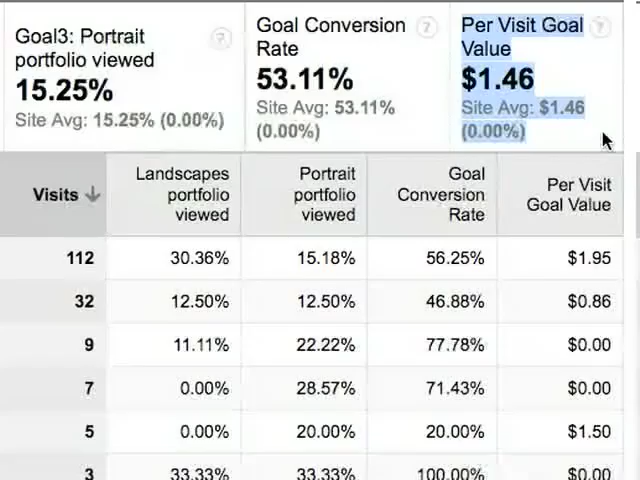 Goal3: Portrait
portfolio viewed
15.25%
Site Avg: 15.25% (0.00%)
Goal Conversion
Rate
53.11%
Site Avg: 53.11%
(0.00%)
Per Visit Goal
Value
$1.46
Site Avg: $1.46
(0.00%)
Visits
Landscapes
portfolio
viewed
Portrait
portfolio
viewed
Goal
Conversion
Rate
Per Visit
Goal Value
112 30.36% 15.18% 56.25% $1.95
32 12.50% 12.50% 46.88% $0.86
9 11.11% 22.22% 77.78% $0.00
7 0.00% 28.57% 71.43% $0.00
5 0.00% 20.00% 20.00% $1.50
3 33.33% 33.33% 100.00% $0.00